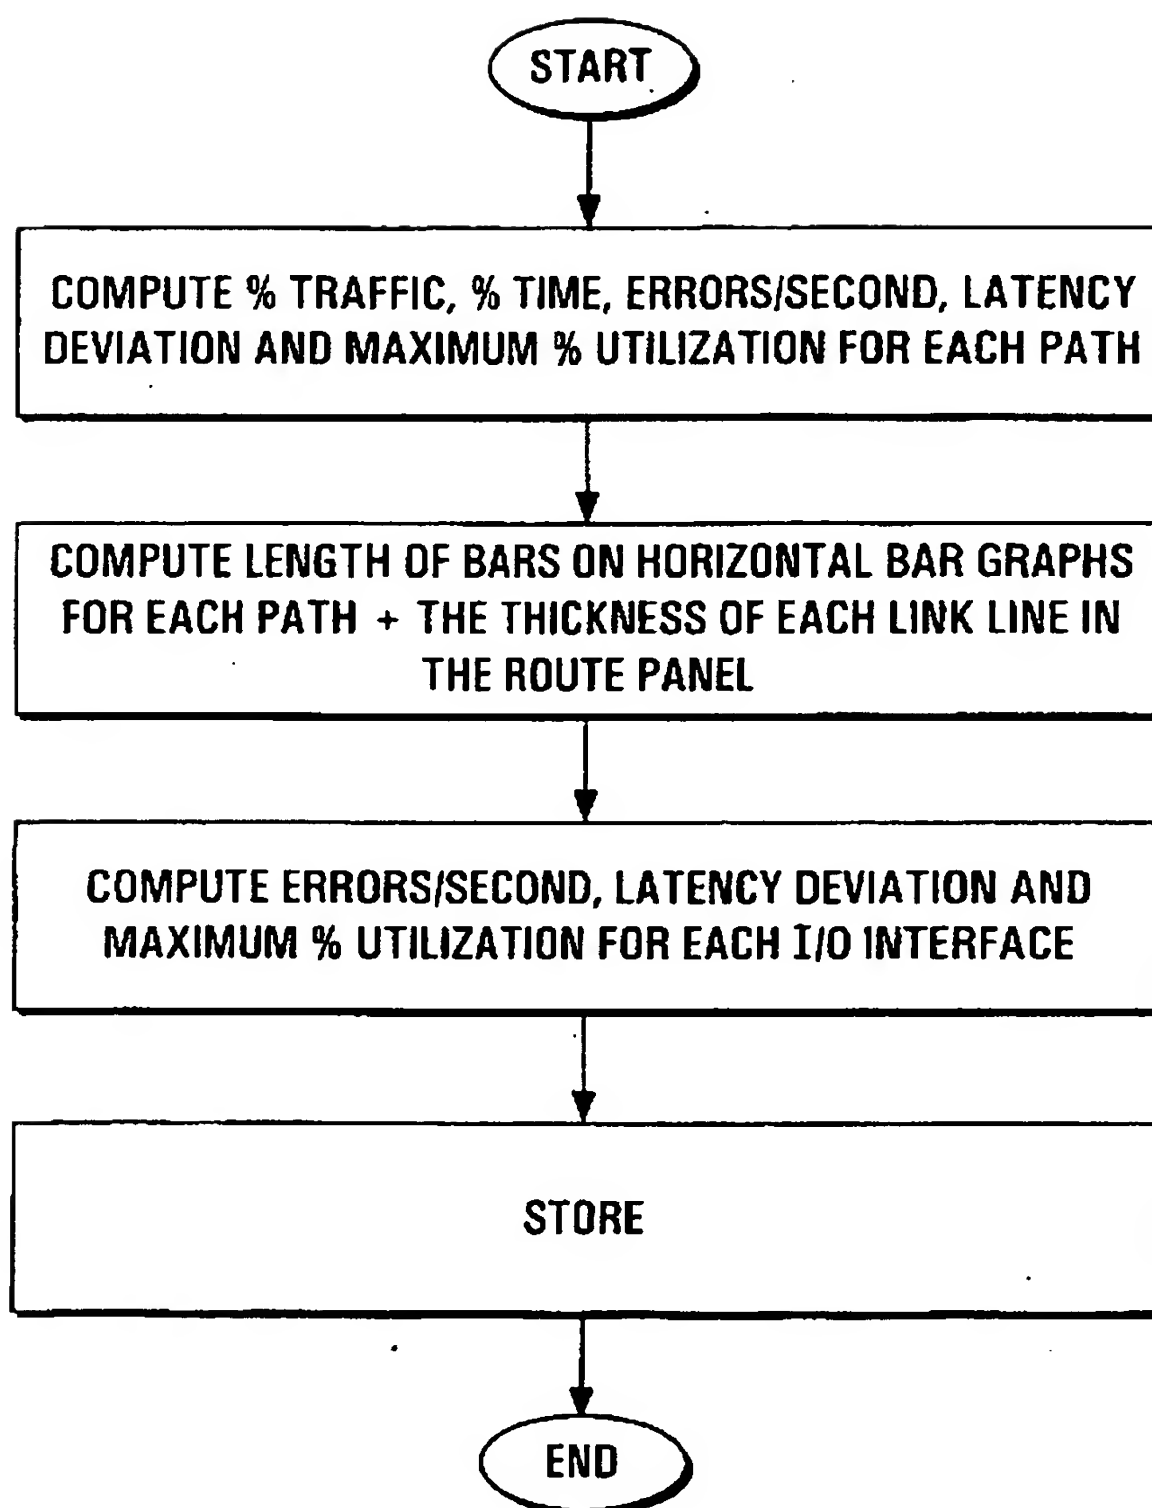 START
COMPUTE % TRAFFIC, % TIME, ERRORS/SECOND, LATENCY
DEVIATION AND MAXIMUM % UTILIZATION FOR EACH PATH
COMPUTE LENGTH OF BARS ON HORIZONTAL BAR GRAPHS
FOR EACH PATH + THE THICKNESS OF EACH LINK LINE IN
THE ROUTE PANEL
COMPUTE ERRORS/SECOND, LATENCY DEVIATION AND
MAXIMUM % UTILIZATION FOR EACH I/O INTERFACE
STORE
END